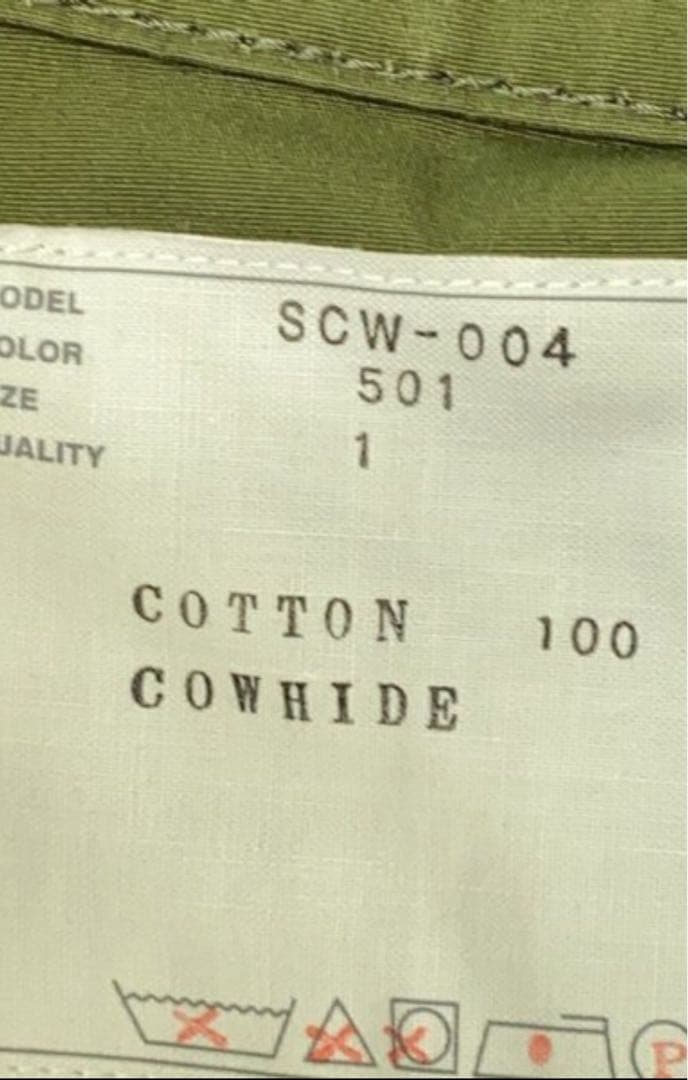 ODEL SCW-004
OLOR 501
ZE 1
UALITY
COTTON 100
COWHIDE
P